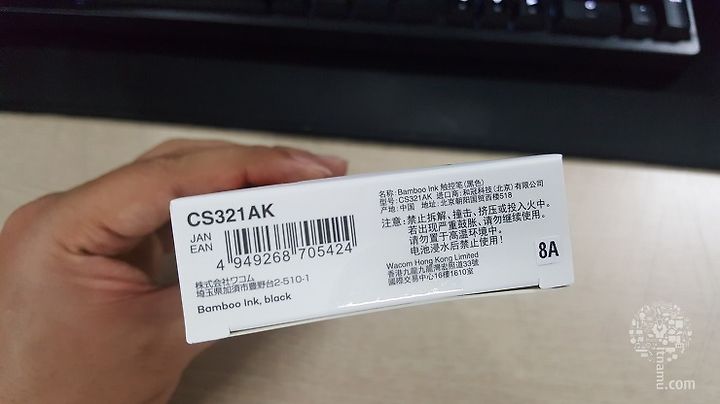 CS321AK
JAN
EAN
4 949268 705424
株式会社ワコム
埼玉県加須市豊野台2-510-1
Bamboo Ink, black
名称: Bamboo Ink 触控笔(黑色)
型号: CS321AK 进口商: 和冠科技(北京)有限公司
产地: 中国 地址: 北京朝阳国贸西楼518
注意: 禁止拆解、撞击、挤压或投入火中。
若出现严重鼓胀、请勿继续使用。
请勿置于高温环境中。
电池浸水后禁止使用!
8A
Wacom Hong Kong Limited
香港九龍九龍灣宏照道33號
國際交易中心16樓1610室
Itnamu.com